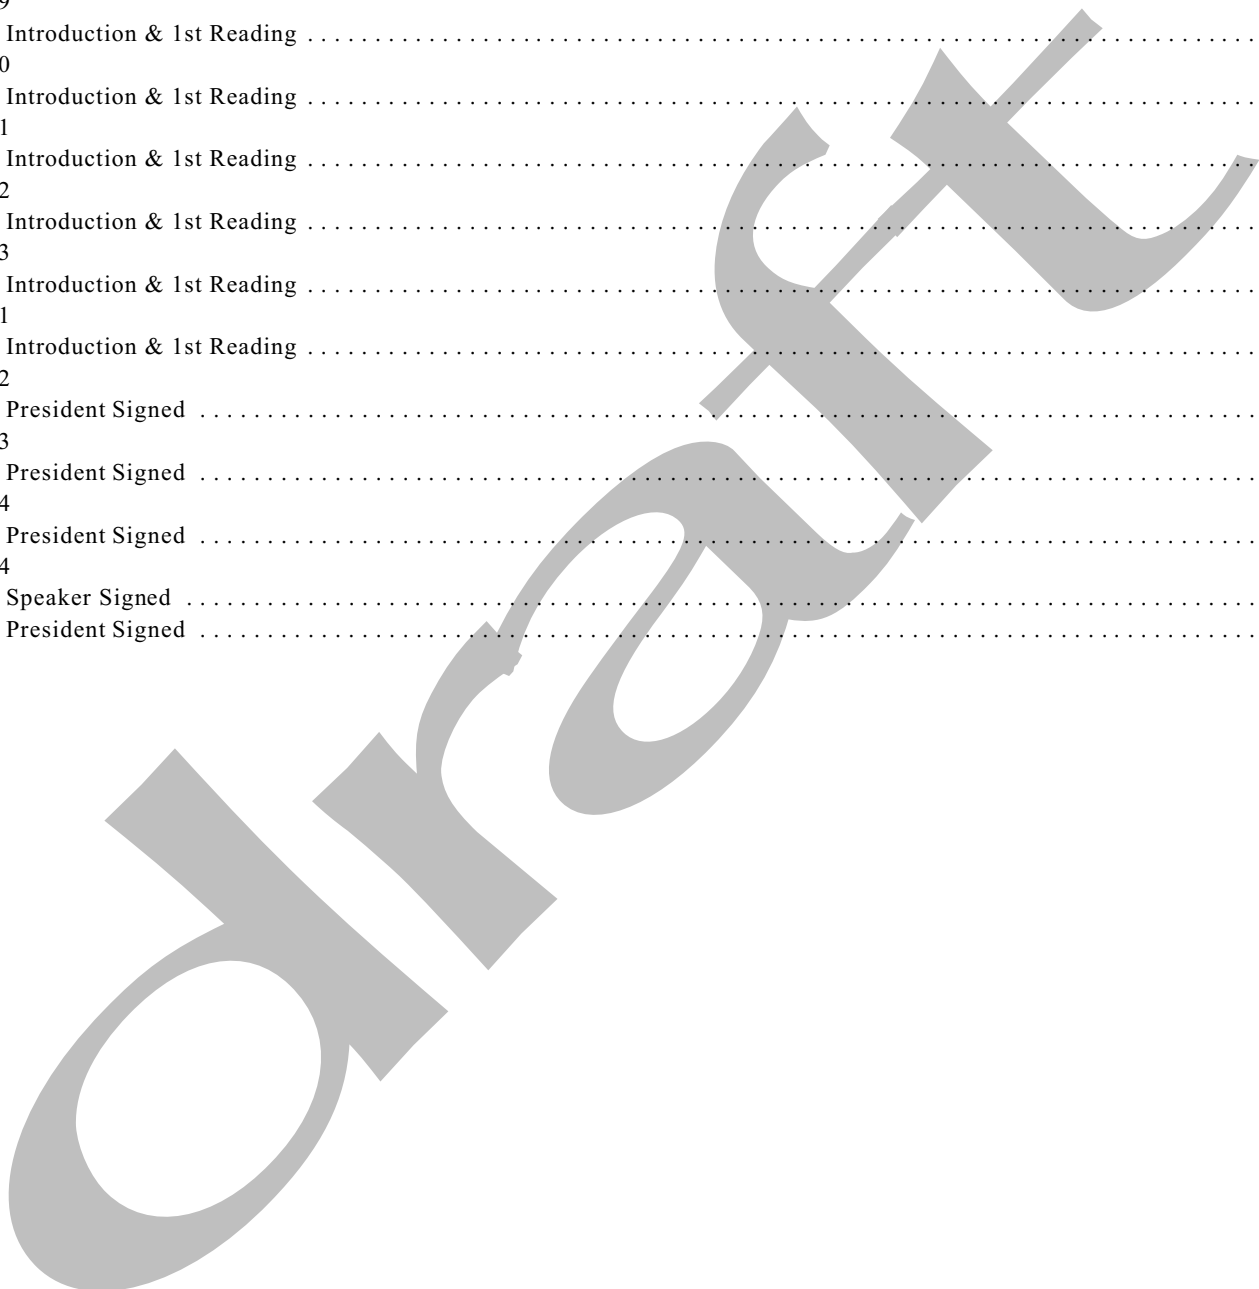 9
Introduction & 1st Reading . . . . . . . . . . . . . . . . . . . . . . . . . . . . . . . . . . . . . . . . . . . . . . . . . . . . . . . . . . . . . . . . . . . . . .
0
Introduction & 1st Reading . . . . . . . . . . . . . . . . . . . . . . . . . . . . . . . . . . . . . . . . . . . . . . . . . . . . . . . . . . . . . . . . . . . . . .
1
Introduction & 1st Reading . . . . . . . . . . . . . . . . . . . . . . . . . . . . . . . . . . . . . . . . . . . . . . . . . . . . . . . . . . . . . . . . . . . . . .
2
Introduction & 1st Reading . . . . . . . . . . . . . . . . . . . . . . . . . . . . . . . . . . . . . . . . . . . . . . . . . . . . . . . . . . . . . . . . . . . . . .
3
Introduction & 1st Reading . . . . . . . . . . . . . . . . . . . . . . . . . . . . . . . . . . . . . . . . . . . . . . . . . . . . . . . . . . . . . . . . . . . . . .
1
Introduction & 1st Reading . . . . . . . . . . . . . . . . . . . . . . . . . . . . . . . . . . . . . . . . . . . . . . . . . . . . . . . . . . . . . . . . . . . . . .
2
President Signed . . . . . . . . . . . . . . . . . . . . . . . . . . . . . . . . . . . . . . . . . . . . . . . . . . . . . . . . . . . . . . . . . . . . . . . . . . . . . .
3
President Signed . . . . . . . . . . . . . . . . . . . . . . . . . . . . . . . . . . . . . . . . . . . . . . . . . . . . . . . . . . . . . . . . . . . . . . . . . . . . . .
4
President Signed . . . . . . . . . . . . . . . . . . . . . . . . . . . . . . . . . . . . . . . . . . . . . . . . . . . . . . . . . . . . . . . . . . . . . . . . . . . . . .
4
Speaker Signed . . . . . . . . . . . . . . . . . . . . . . . . . . . . . . . . . . . . . . . . . . . . . . . . . . . . . . . . . . . . . . . . . . . . . . . . . . . . . . .
President Signed . . . . . . . . . . . . . . . . . . . . . . . . . . . . . . . . . . . . . . . . . . . . . . . . . . . . . . . . . . . . . . . . . . . . . . . . . . . . . .
draft